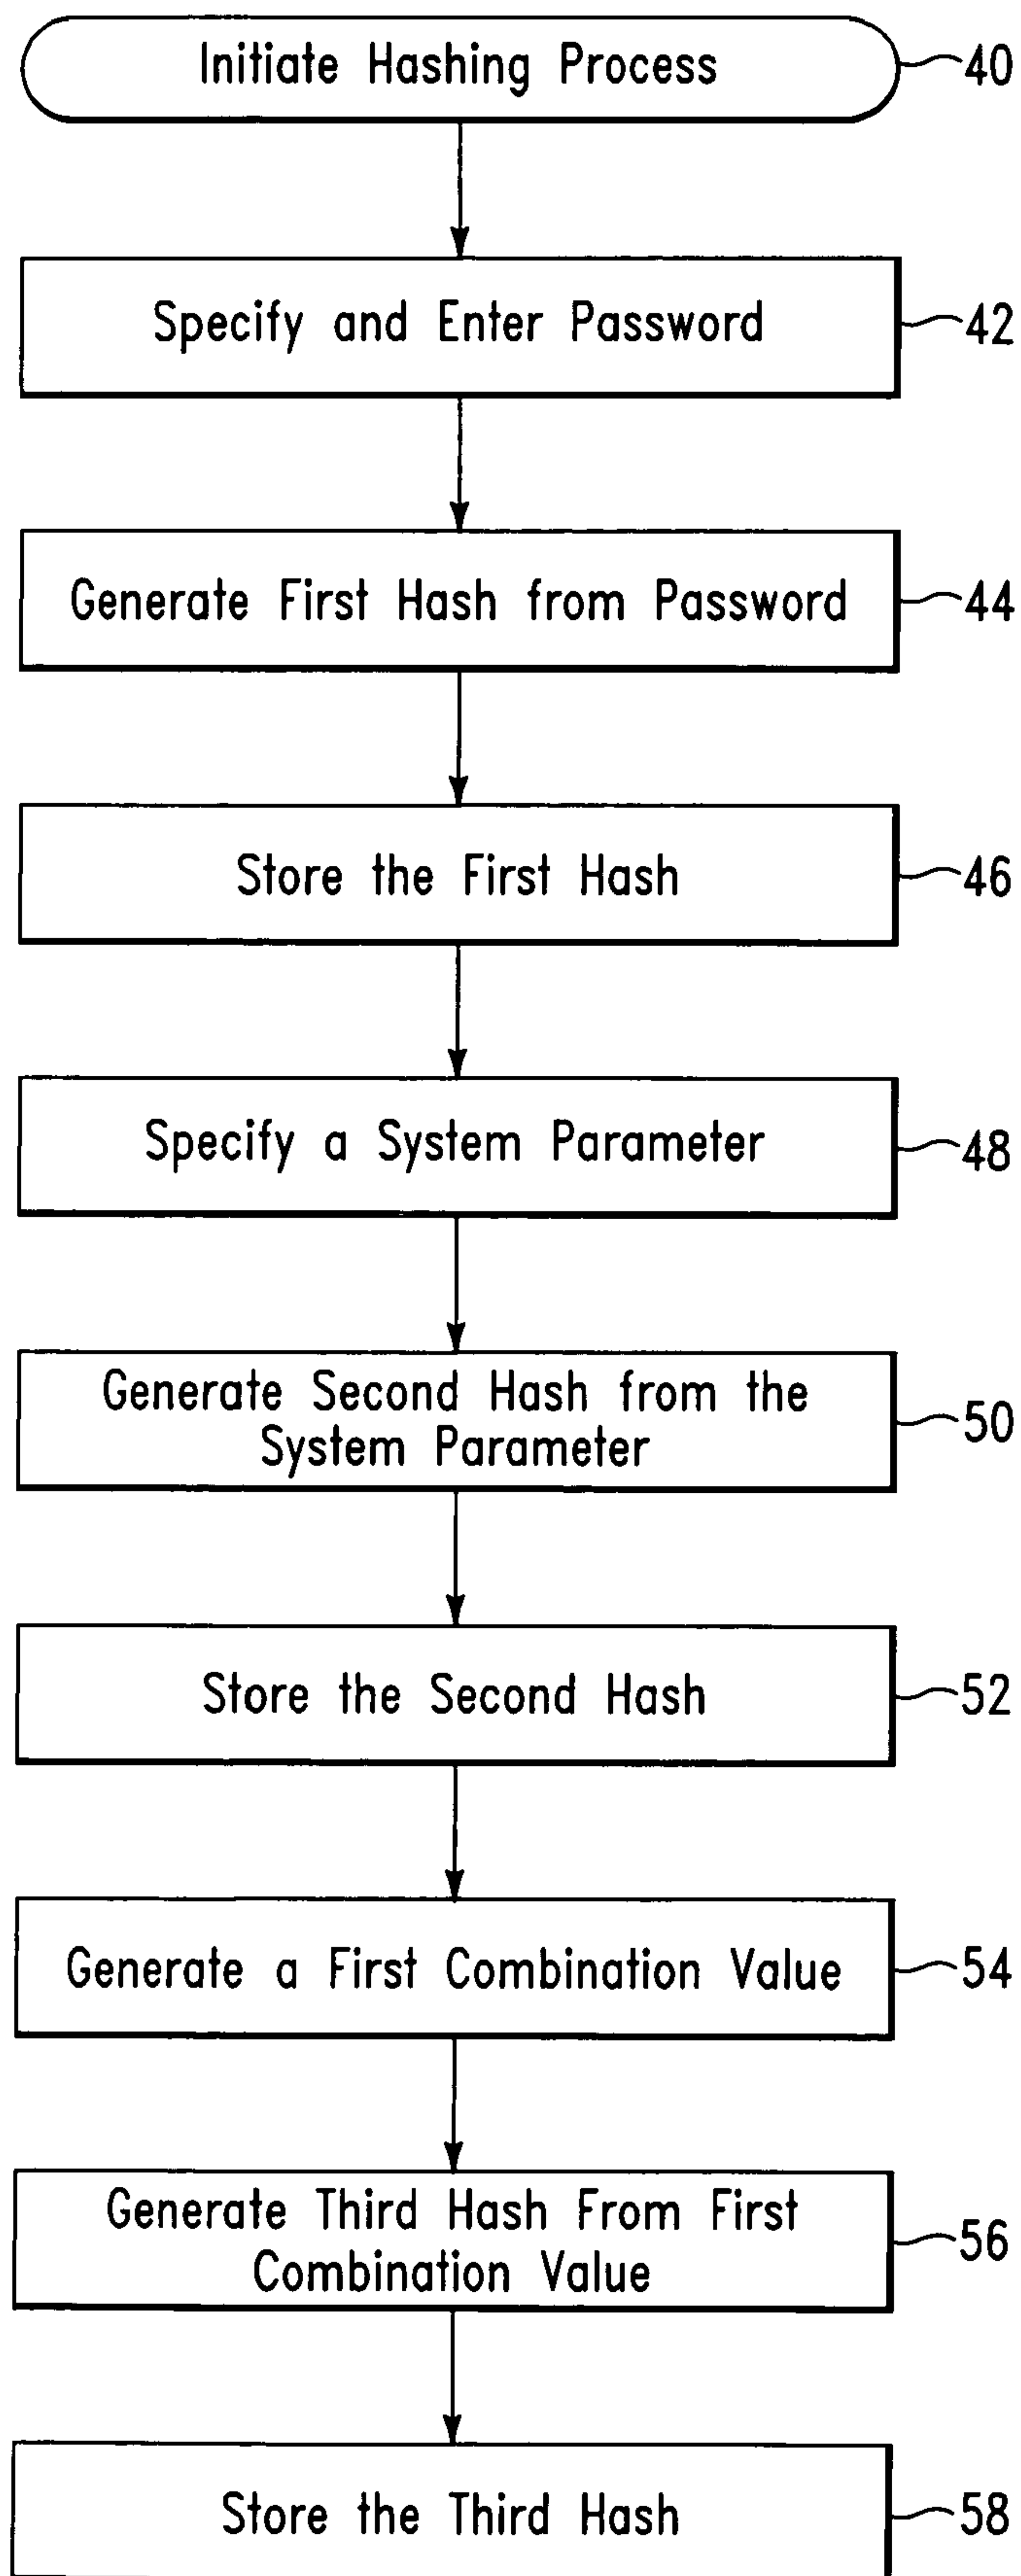 Initiate Hashing Process 40
Specify and Enter Password 42
Generate First Hash from Password 44
Store the First Hash 46
Specify a System Parameter 48
Generate Second Hash from the
System Parameter 50
Store the Second Hash 52
Generate a First Combination Value 54
Generate Third Hash From First
Combination Value 56
Store the Third Hash 58